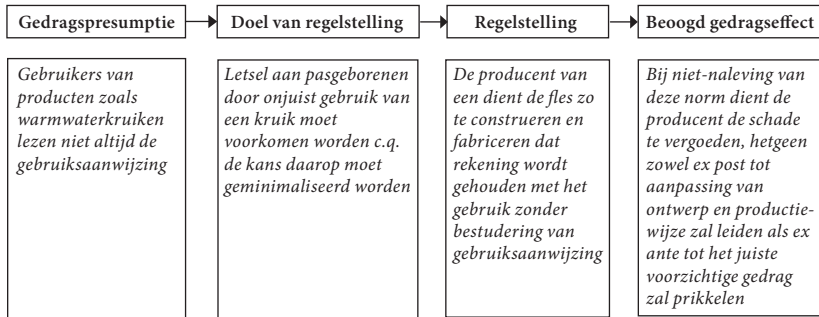 Gedragspresumptie
Doel van regelstelling
Regelstelling
Beoogd gedragseffect
Gebruikers van
producten zoals
warmwaterkruiken
lezen niet altijd de
gebruiksaanwijzing
Letsel aan pasgeborenen
door onjuist gebruik van
een kruik moet
voorkomen worden c.q.
de kans daarop moet
geminimaliseerd worden
De producent van
een dient de fles zo
te construeren en
fabriceren dat
rekening wordt
gehouden met het
gebruik zonder
bestudering van
gebruiksaanwijzing
Bij niet-naleving van
deze norm dient de
producent de schade
te vergoeden, hetgeen
zowel ex post tot
aanpassing van
ontwerp en productie-
wijze zal leiden als ex
ante tot het juiste
voorzichtige gedrag
zal prikkelen